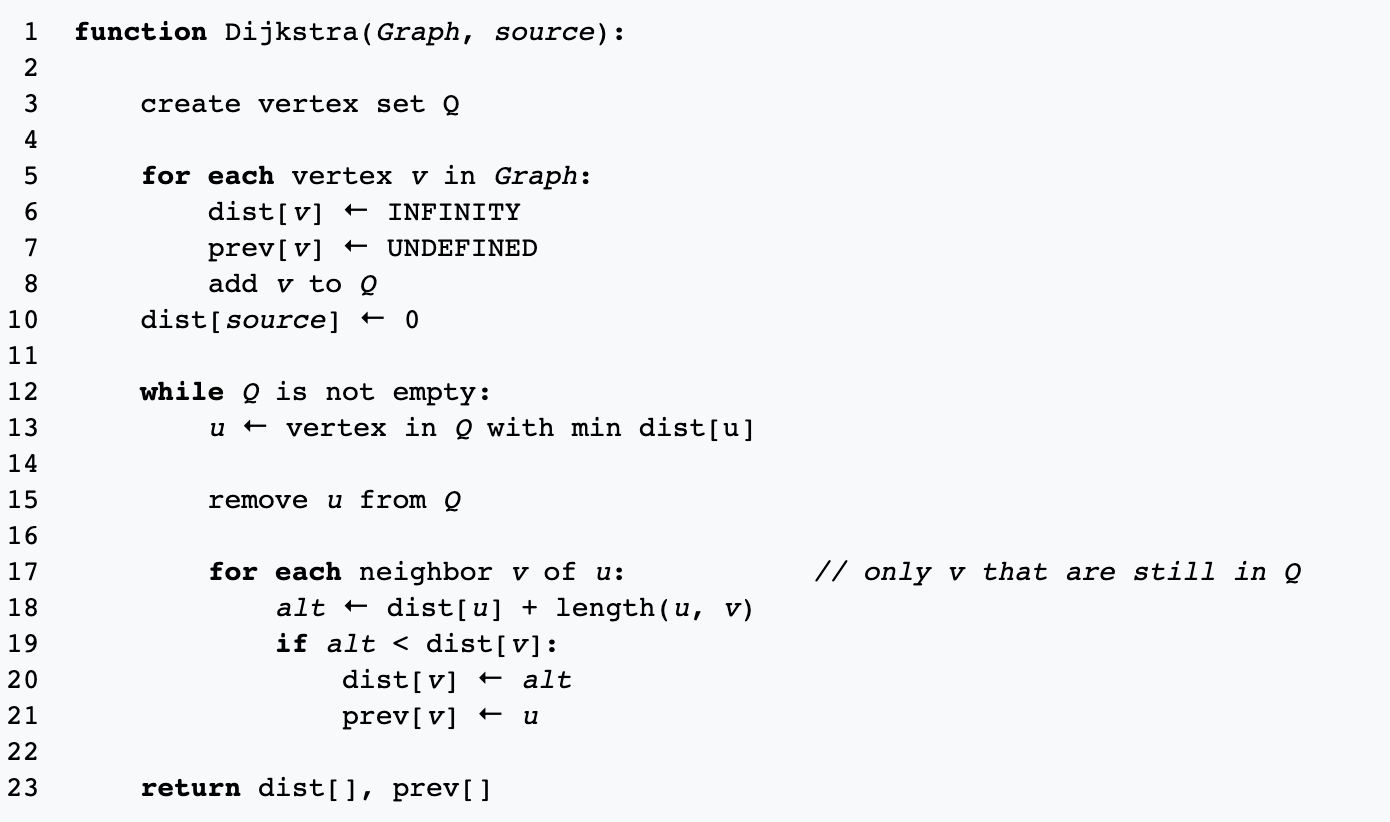 1 function Dijkstra(Graph, source):
2
3     create vertex set Q
4
5     for each vertex v in Graph:
6         dist[v] ← INFINITY
7         prev[v] ← UNDEFINED
8         add v to Q
10    dist[source] ← 0
11
12    while Q is not empty:
13        u ← vertex in Q with min dist[u]
14
15        remove u from Q
16
17        for each neighbor v of u:           // only v that are still in Q
18            alt ← dist[u] + length(u, v)
19            if alt < dist[v]:
20                dist[v] ← alt
21                prev[v] ← u
22
23    return dist[], prev[]